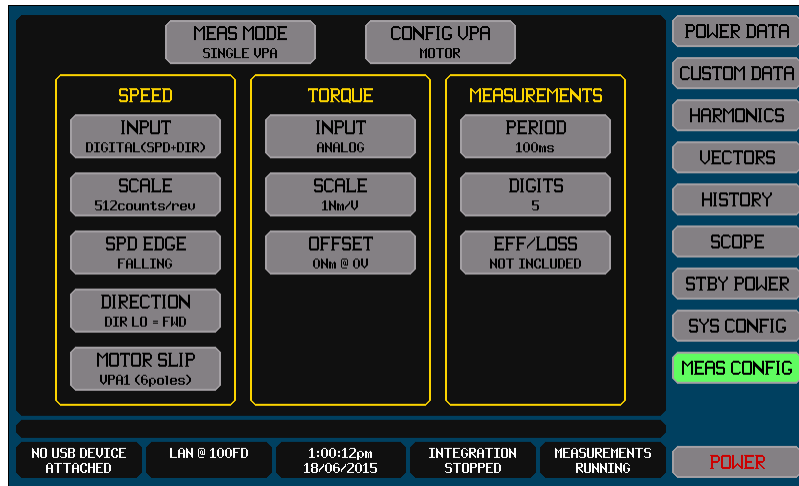 MEAS MODE
SINGLE VPA
CONFIG VPA
MOTOR
SPEED
INPUT
DIGITAL(SPD+DIR)
SCALE
512counts/rev
SPD EDGE
FALLING
DIRECTION
DIR LO = FWD
MOTOR SLIP
VPA1 (6poles)
TORQUE
INPUT
ANALOG
SCALE
1Nm/V
OFFSET
0Nm @ 0V
MEASUREMENTS
PERIOD
100ms
DIGITS
5
EFF/LOSS
NOT INCLUDED
POWER DATA
CUSTOM DATA
HARMONICS
VECTORS
HISTORY
SCOPE
STBY POWER
SYS CONFIG
MEAS CONFIG
POWER
NO USB DEVICE
ATTACHED
LAN @ 100FD
1:00:12pm
18/06/2015
INTEGRATION
STOPPED
MEASUREMENTS
RUNNING